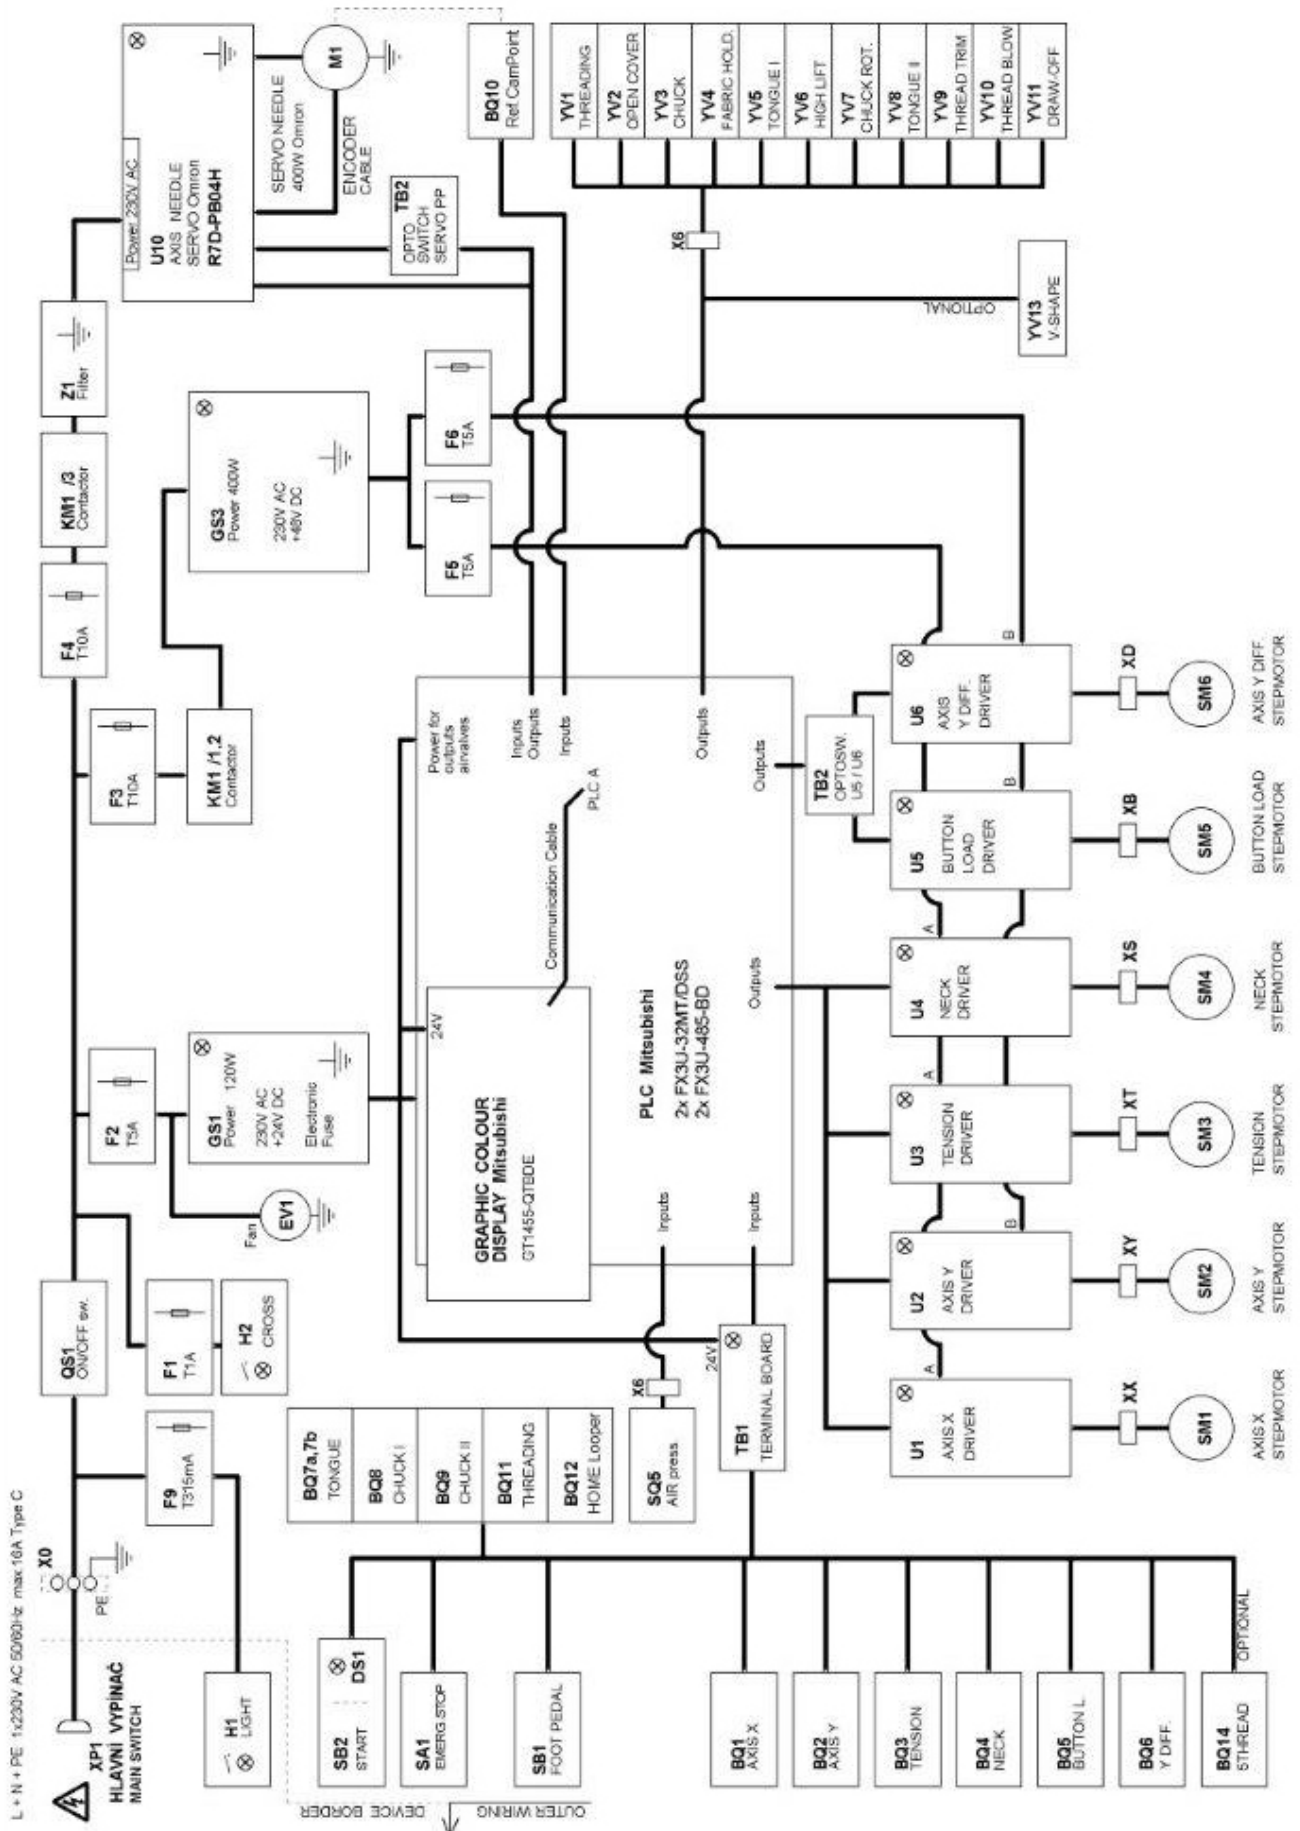 L + N + PE 1x230V AC 50/60Hz max 16A Type C
XP1
HLAVNÍ VYPÍNAČ
MAIN SWITCH
X0
PE
QS1
ON/OFF sw.
F4
T10A
KM1 /3
Contactor
Z1
Filter
Power 230V AC
U10
AXIS NEEDLE
SERVO Omron
R7D-PB04H
SERVO NEEDLE
400W Omron
M1
ENCODER
CABLE
F9
T315mA
H1
LIGHT
F1
T1A
H2
CROSS
F2
T5A
Fan
EV1
GS1
Power 120W
230V AC
+24V DC
Electronic
Fuse
F3
T10A
KM1 /1,2
Contactor
GS3
Power 400W
230V AC
+48V DC
F5
T5A
F6
T5A
TB2
OPTO
SWITCH
SERVO PP
BQ10
Ref.CamPoint
DEVICE BORDER
OUTER WIRING
SB2
START
DS1
SA1
EMERG STOP
SB1
FOOT PEDAL
BQ7a,7b
TONGUE
BQ8
CHUCK I
BQ9
CHUCK II
BQ11
THREADING
BQ12
HOME Looper
SQ5
AIR press
X6
24V
TB1
TERMINAL BOARD
GRAPHIC COLOUR
DISPLAY Mitsubishi
GT1455-QTBDE
24V
Communication Cable
PLC A
Power for
outputs
airvalves
Inputs
Outputs
Inputs
Outputs
PLC Mitsubishi
2x FX3U-32MT/DSS
2x FX3U-485-BD
Inputs
Inputs
Outputs
Outputs
X6
YV1
THREADING
YV2
OPEN COVER
YV3
CHUCK
YV4
FABRIC HOLD.
YV5
TONGUE I
YV6
HIGH LIFT
YV7
CHUCK ROT.
YV8
TONGUE II
YV9
THREAD TRIM
YV10
THREAD BLOW
YV11
DRAW-OFF
OPTIONAL
YV13
V-SHAPE
TB2
OPTOSW.
U5 / U6
BQ1
AXIS X
BQ2
AXIS Y
BQ3
TENSION
BQ4
NECK
BQ5
BUTTON L
BQ6
Y DIFF.
BQ14
5THREAD
OPTIONAL
U1
AXIS X
DRIVER
A
U2
AXIS Y
DRIVER
B
U3
TENSION
DRIVER
A
U4
NECK
DRIVER
A
U5
BUTTON
LOAD
DRIVER
B
U6
AXIS
Y DIFF.
DRIVER
B
XX
XY
XT
XS
XB
XD
SM1
SM2
SM3
SM4
SM5
SM6
AXIS X
STEPMOTOR
AXIS Y
STEPMOTOR
TENSION
STEPMOTOR
NECK
STEPMOTOR
BUTTON LOAD
STEPMOTOR
AXIS Y DIFF.
STEPMOTOR